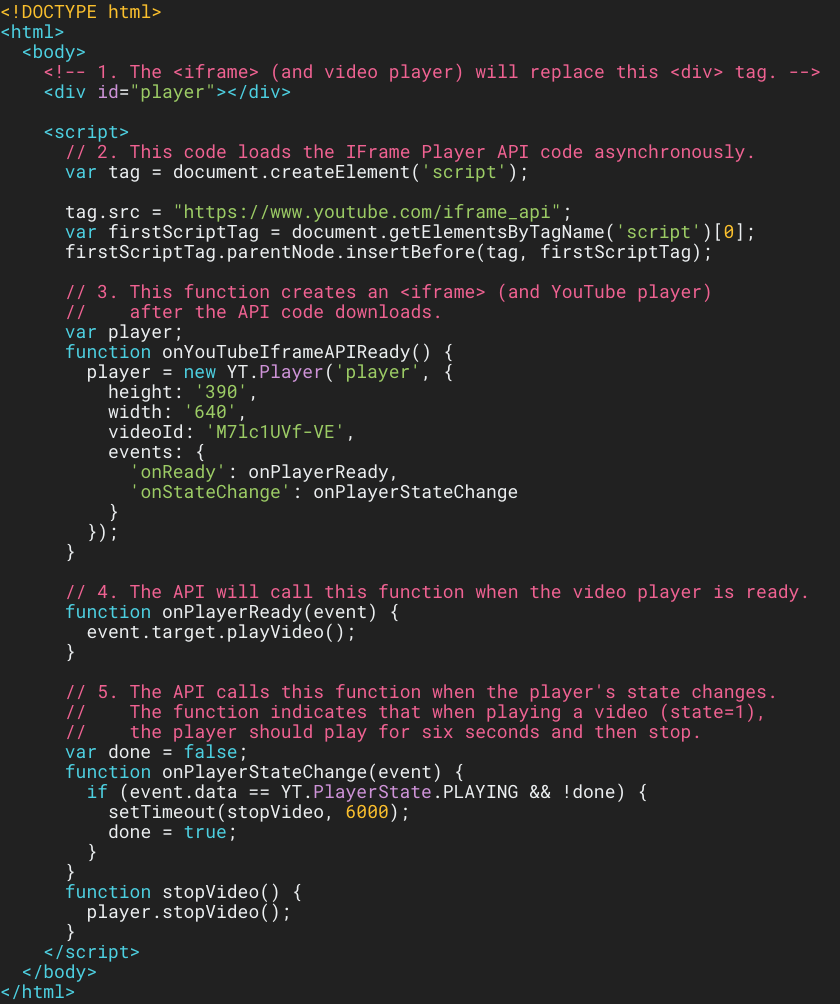 <!DOCTYPE html>
<html>
  <body>
    <!-- 1. The <iframe> (and video player) will replace this <div> tag. -->
    <div id="player"></div>

    <script>
      // 2. This code loads the IFrame Player API code asynchronously.
      var tag = document.createElement('script');

      tag.src = "https://www.youtube.com/iframe_api";
      var firstScriptTag = document.getElementsByTagName('script')[0];
      firstScriptTag.parentNode.insertBefore(tag, firstScriptTag);

      // 3. This function creates an <iframe> (and YouTube player)
      //    after the API code downloads.
      var player;
      function onYouTubeIframeAPIReady() {
        player = new YT.Player('player', {
          height: '390',
          width: '640',
          videoId: 'M7lc1UVf-VE',
          events: {
            'onReady': onPlayerReady,
            'onStateChange': onPlayerStateChange
          }
        });
      }

      // 4. The API will call this function when the video player is ready.
      function onPlayerReady(event) {
        event.target.playVideo();
      }

      // 5. The API calls this function when the player's state changes.
      //    The function indicates that when playing a video (state=1),
      //    the player should play for six seconds and then stop.
      var done = false;
      function onPlayerStateChange(event) {
        if (event.data == YT.PlayerState.PLAYING && !done) {
          setTimeout(stopVideo, 6000);
          done = true;
        }
      }
      function stopVideo() {
        player.stopVideo();
      }
    </script>
  </body>
</html>